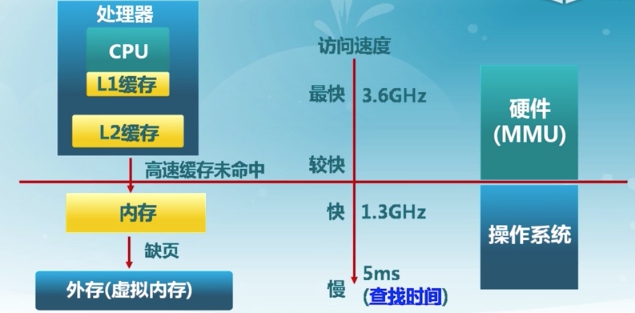 处理器
CPU
L1缓存
L2缓存
高速缓存未命中
内存
缺页
外存(虚拟内存)
访问速度
最快 3.6GHz
较快
快 1.3GHz
慢 5ms
(查找时间)
硬件
(MMU)
操作系统